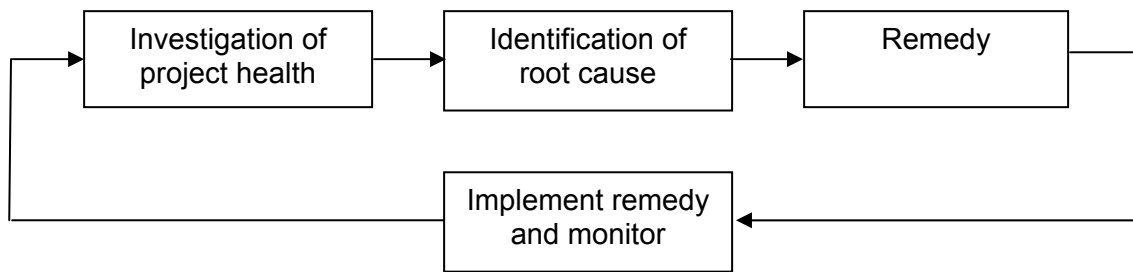 Investigation of
project health
Identification of
root cause
Remedy
Implement remedy
and monitor